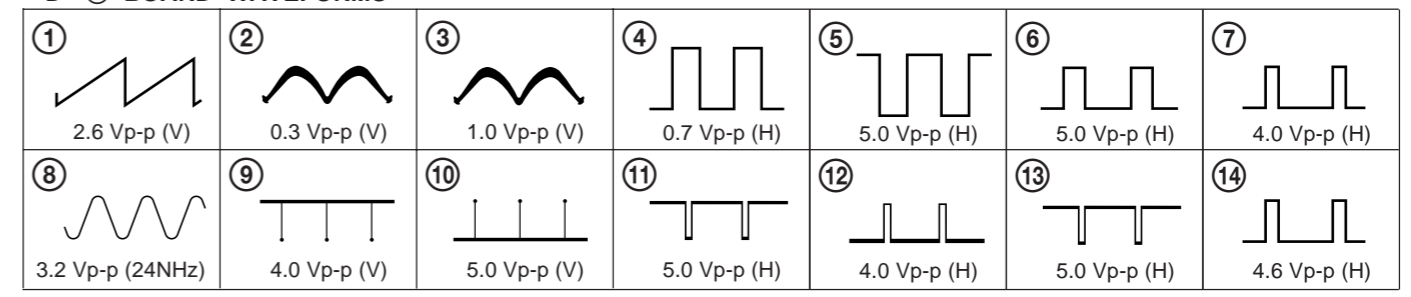 ① ② ③ ④ ⑤ ⑥ ⑦
2.6 Vp-p (V) 0.3 Vp-p (V) 1.0 Vp-p (V) 0.7 Vp-p (H) 5.0 Vp-p (H) 5.0 Vp-p (H) 4.0 Vp-p (H)
⑧ ⑨ ⑩ ⑪ ⑫ ⑬ ⑭
3.2 Vp-p (24NHz) 4.0 Vp-p (V) 5.0 Vp-p (V) 5.0 Vp-p (H) 4.0 Vp-p (H) 5.0 Vp-p (H) 4.6 Vp-p (H)